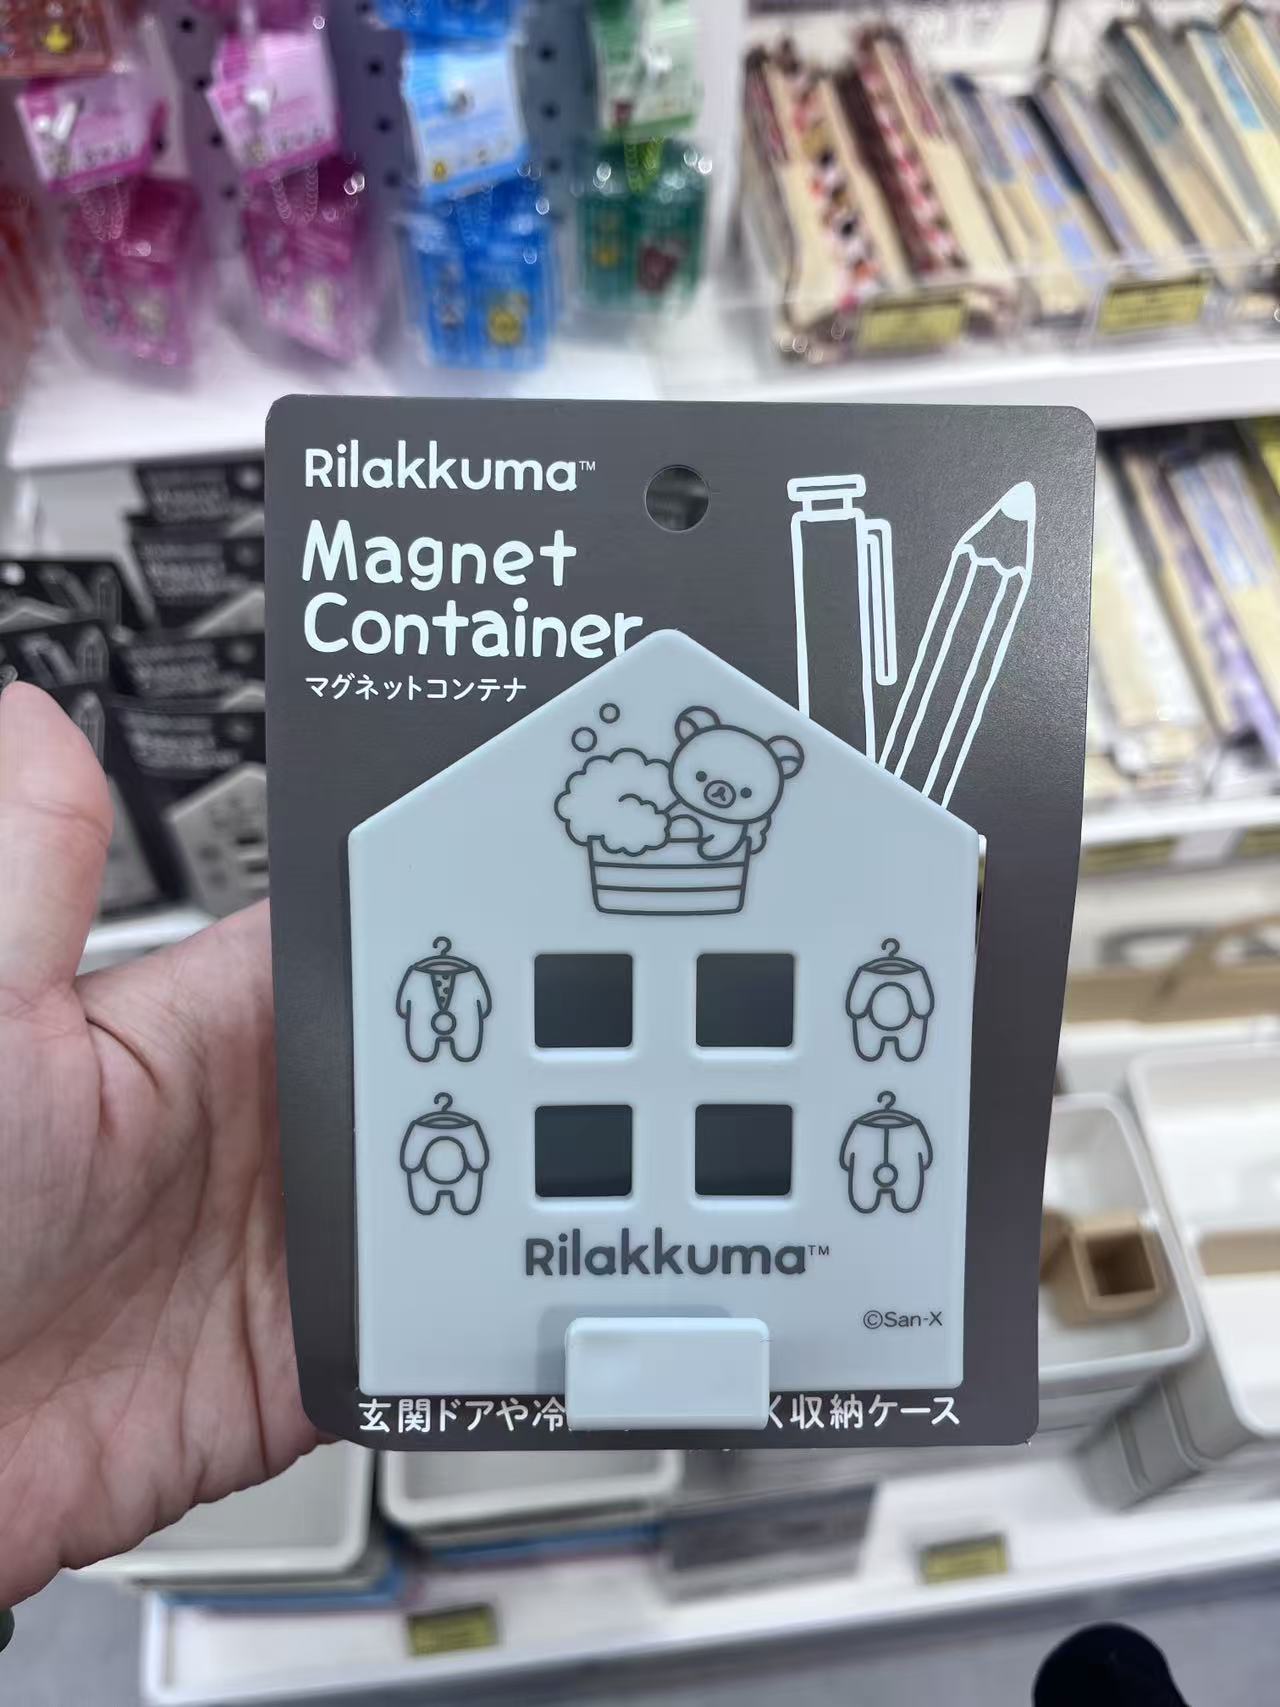 Rilakkuma™
Magnet
Container
マグネットコンテナ
Rilakkuma™
©San-X
玄関ドアや冷
く収納ケース